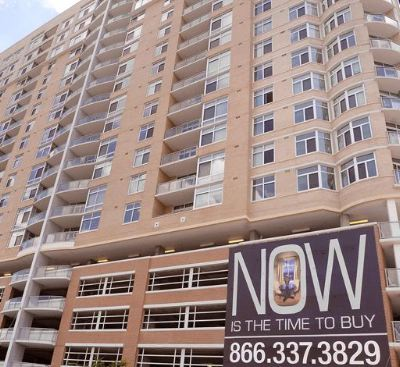 NOW
IS THE TIME TO BUY
866.337.3829